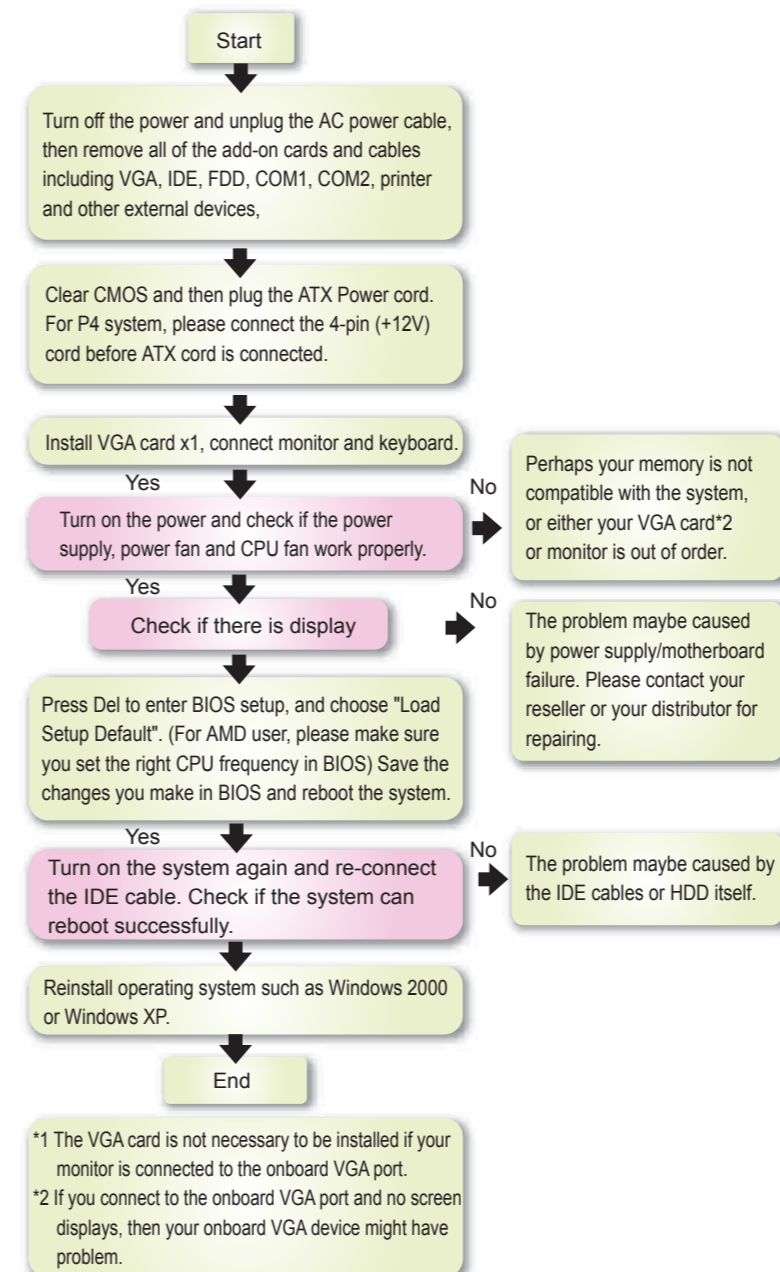 Start
Turn off the power and unplug the AC power cable,
then remove all of the add-on cards and cables
including VGA, IDE, FDD, COM1, COM2, printer
and other external devices,
Clear CMOS and then plug the ATX Power cord.
For P4 system, please connect the 4-pin (+12V)
cord before ATX cord is connected.
Install VGA card x1, connect monitor and keyboard.
Yes
No
Turn on the power and check if the power
supply, power fan and CPU fan work properly.
Perhaps your memory is not
compatible with the system,
or either your VGA card*2
or monitor is out of order.
Yes
No
Check if there is display
The problem maybe caused
by power supply/motherboard
failure. Please contact your
reseller or your distributor for
repairing.
Press Del to enter BIOS setup, and choose "Load
Setup Default". (For AMD user, please make sure
you set the right CPU frequency in BIOS) Save the
changes you make in BIOS and reboot the system.
Yes
No
Turn on the system again and re-connect
the IDE cable. Check if the system can
reboot successfully.
The problem maybe caused by
the IDE cables or HDD itself.
Reinstall operating system such as Windows 2000
or Windows XP.
End
*1 The VGA card is not necessary to be installed if your
monitor is connected to the onboard VGA port.
*2 If you connect to the onboard VGA port and no screen
displays, then your onboard VGA device might have
problem.